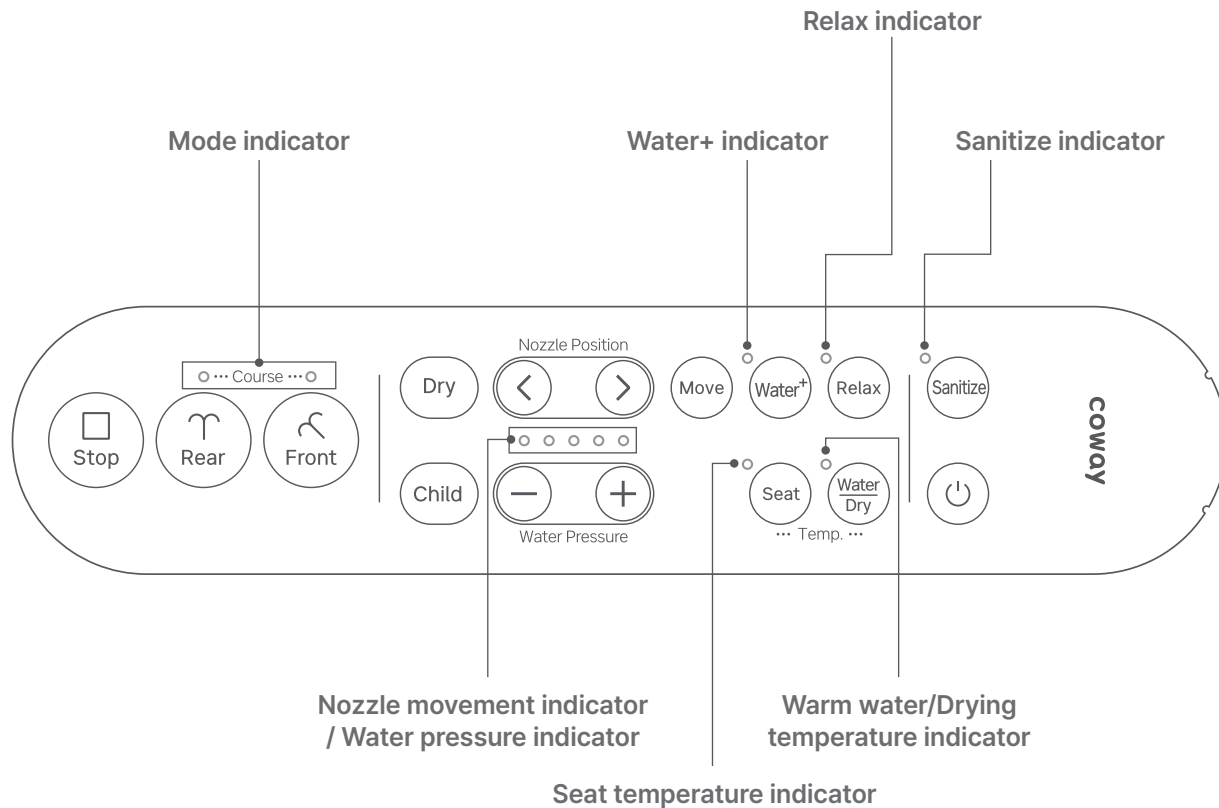 Relax indicator
Mode indicator
Water+ indicator
Sanitize indicator
Nozzle Position
Course
Dry
Move
Water+
Relax
Sanitize
coway
Stop
Rear
Front
Child
Seat
Water
Dry
Water Pressure
Temp.
Nozzle movement indicator
/ Water pressure indicator
Warm water/Drying
temperature indicator
Seat temperature indicator